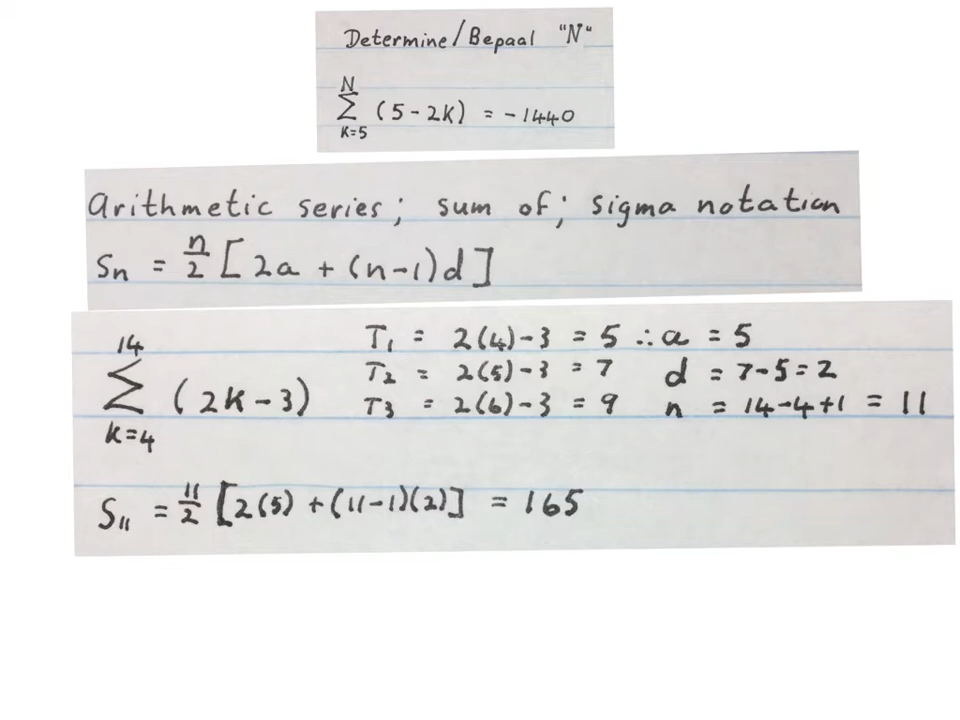 Determine/Bepaal "N"
N
∑ (5-2k) = -1440
k=5
Arithmetic series; sum of; sigma notation
Sn = n/2 [2a + (n-1)d]
14
∑ (2k-3)
k=4
T1 = 2(4)-3 = 5 ∴ a = 5
T2 = 2(5)-3 = 7 d = 7-5=2
T3 = 2(6)-3 = 9 n = 14-4+1 = 11
S11 = 11/2 [2(5) + (11-1)(2)] = 165